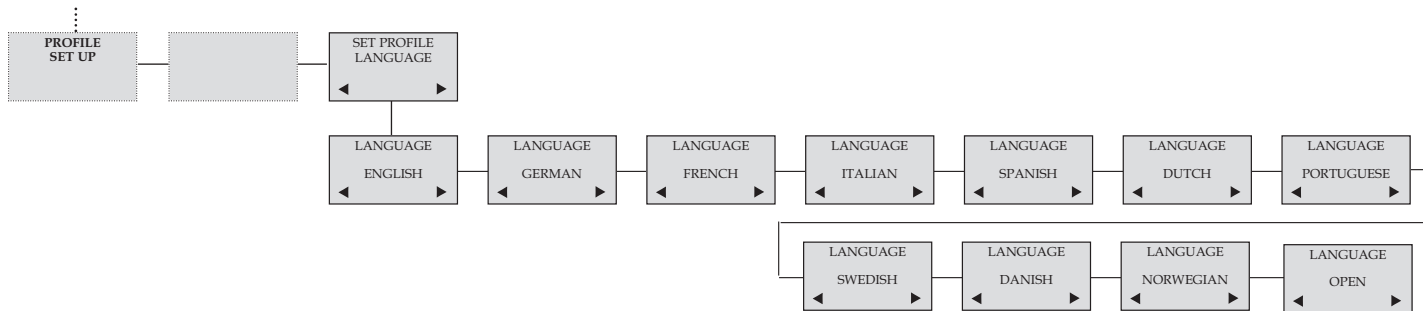 PROFILE
SET UP
SET PROFILE
LANGUAGE
LANGUAGE
ENGLISH
LANGUAGE
GERMAN
LANGUAGE
FRENCH
LANGUAGE
ITALIAN
LANGUAGE
SPANISH
LANGUAGE
DUTCH
LANGUAGE
PORTUGUESE
LANGUAGE
SWEDISH
LANGUAGE
DANISH
LANGUAGE
NORWEGIAN
LANGUAGE
OPEN